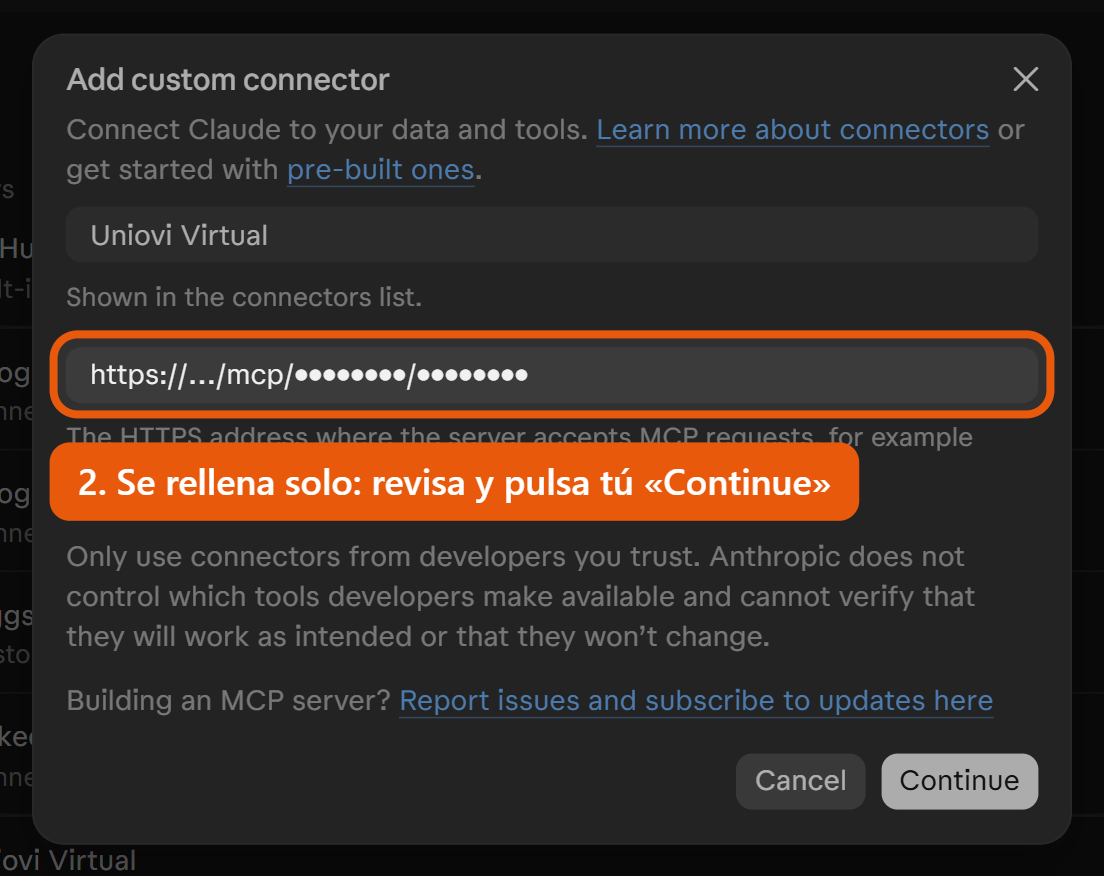 Add custom connector
Connect Claude to your data and tools. Learn more about connectors or
get started with pre-built ones.
Uniovi Virtual
Shown in the connectors list.
https://.../mcp/••••••••/••••••••
The HTTPS address where the server accepts MCP requests, for example
2. Se rellena solo: revisa y pulsa tú «Continue»
Only use connectors from developers you trust. Anthropic does not
control which tools developers make available and cannot verify that
they will work as intended or that they won’t change.
Building an MCP server? Report issues and subscribe to updates here
Cancel
Continue
Virtual